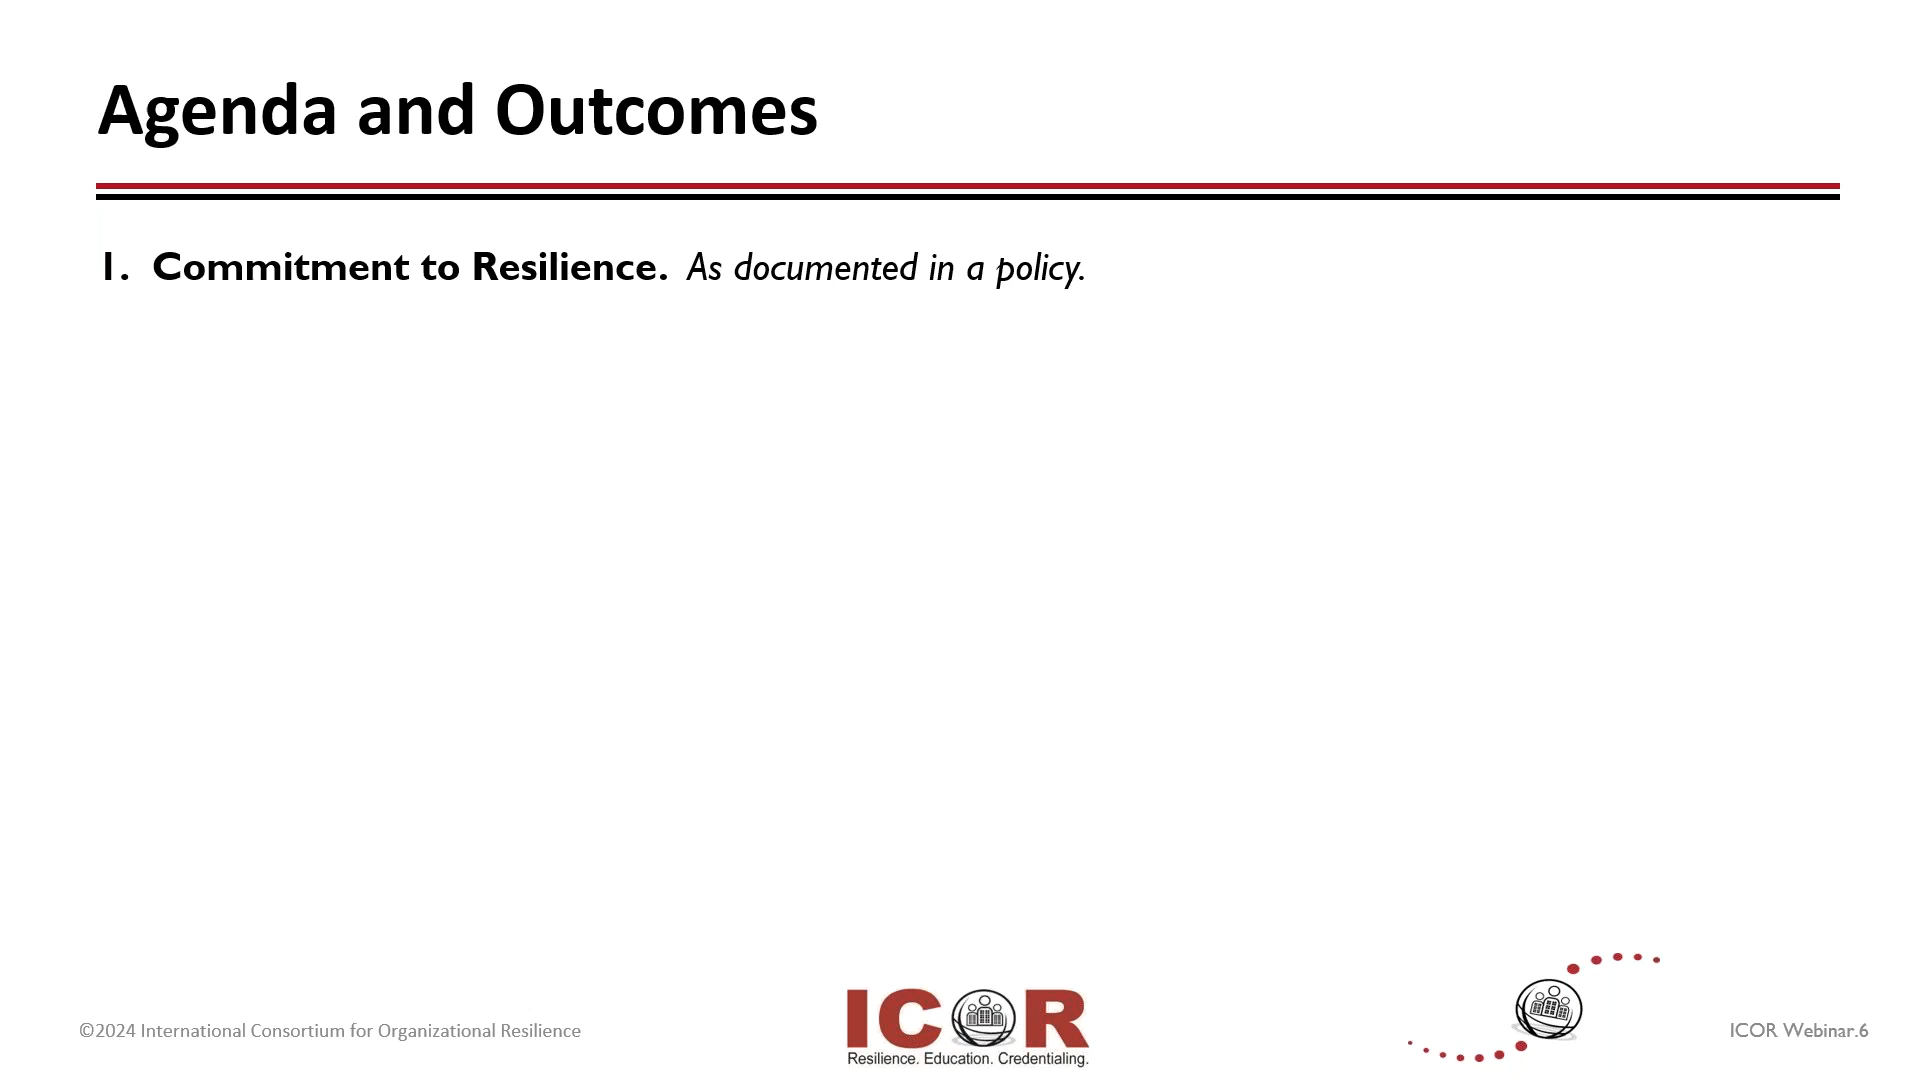 Agenda and Outcomes
1. Commitment to Resilience. As documented in a policy.
©2024 International Consortium for Organizational Resilience
ICOR
Resilience. Education. Credentialing.
ICOR Webinar.6